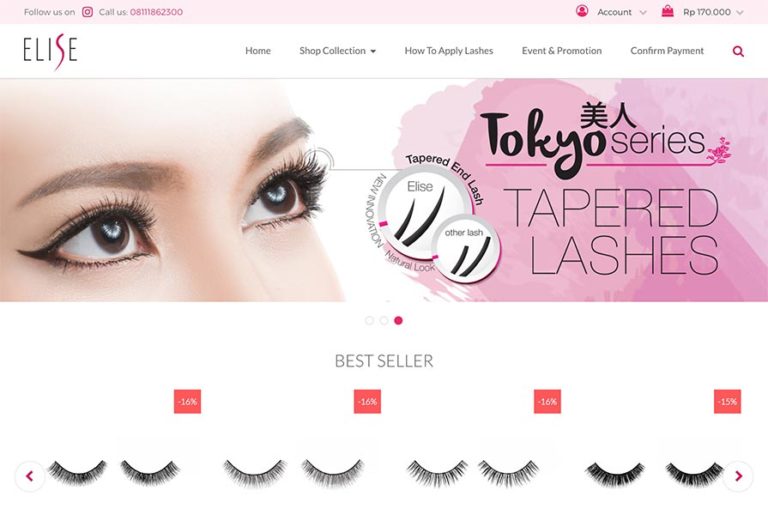 Follow us on Call us: 08111862300
Account Rp 170.000
ELISE
Home Shop Collection How To Apply Lashes Event & Promotion Confirm Payment
美人
Tokyo series
TAPERED
LASHES
Tapered End Lash
NEW INNOVATION
Elise
other lash
Natural Look
BEST SELLER
-16% -16% -16% -15%